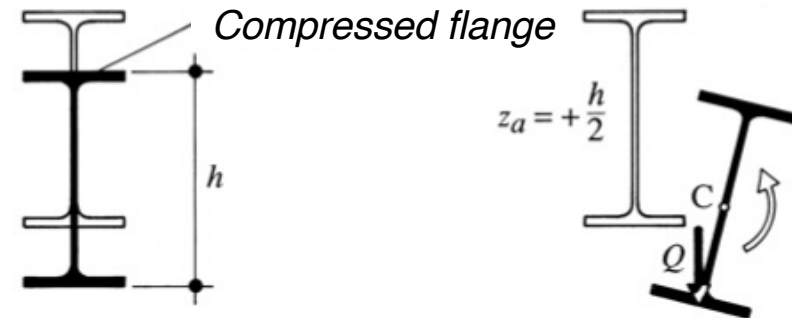 Compressed flange
h
z_a = + h/2
C
Q